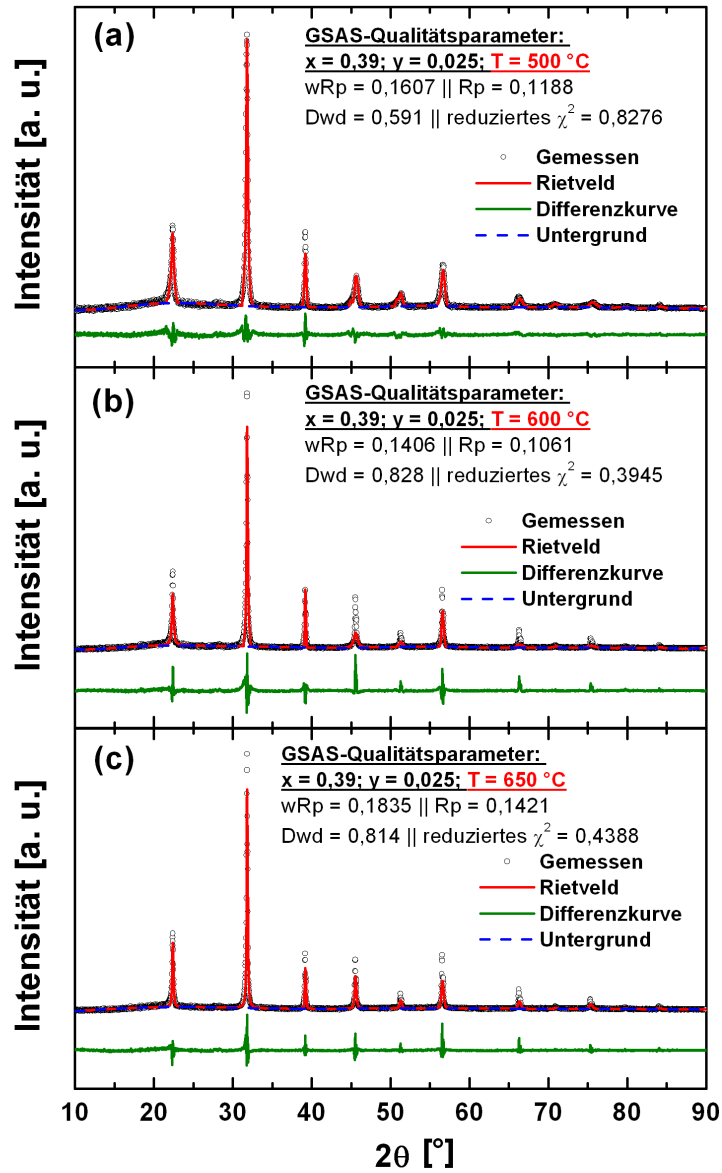 (a)
GSAS-Qualitätsparameter:
x = 0,39; y = 0,025; T = 500 °C
wRp = 0,1607 || Rp = 0,1188
Dwd = 0,591 || reduziertes χ² = 0,8276
Gemessen
Rietveld
Differenzkurve
Untergrund
Intensität [a. u.]
(b)
GSAS-Qualitätsparameter:
x = 0,39; y = 0,025; T = 600 °C
wRp = 0,1406 || Rp = 0,1061
Dwd = 0,828 || reduziertes χ² = 0,3945
Gemessen
Rietveld
Differenzkurve
Untergrund
Intensität [a. u.]
(c)
GSAS-Qualitätsparameter:
x = 0,39; y = 0,025; T = 650 °C
wRp = 0,1835 || Rp = 0,1421
Dwd = 0,814 || reduziertes χ² = 0,4388
Gemessen
Rietveld
Differenzkurve
Untergrund
Intensität [a. u.]
10 20 30 40 50 60 70 80 90
2θ [°]